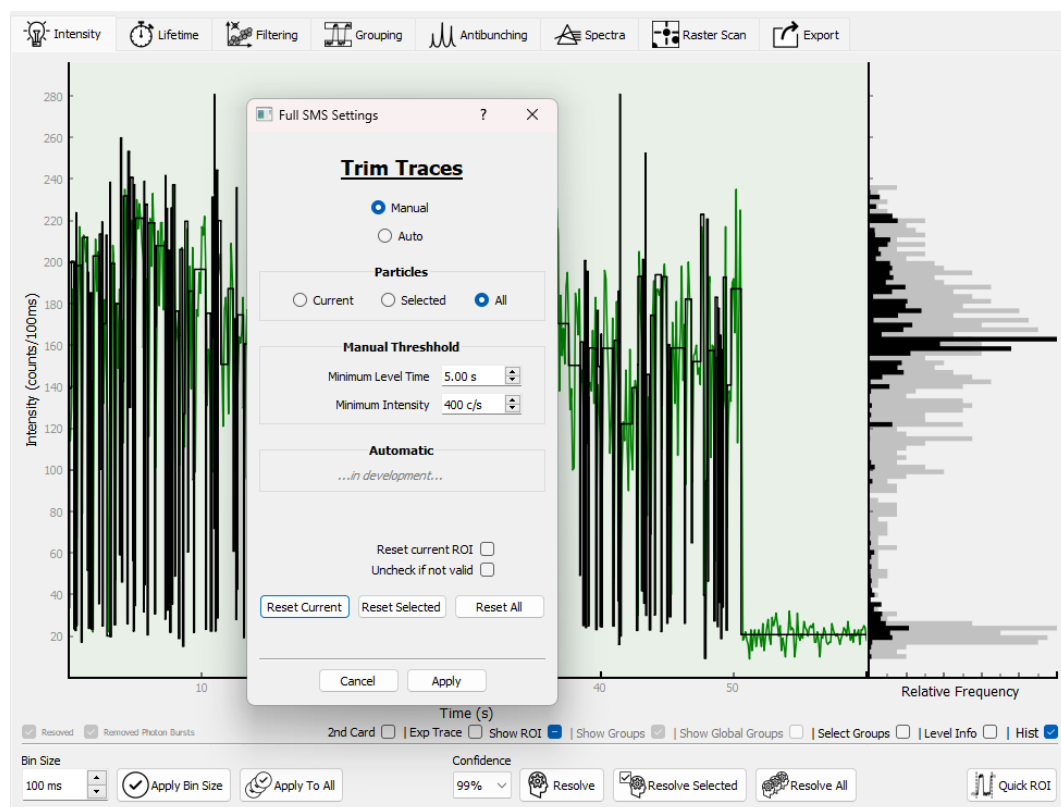 Intensity
Lifetime
Filtering
Grouping
Antibunching
Spectra
Raster Scan
Export
Full SMS Settings
?
Trim Traces
Manual
Auto
Particles
Current
Selected
All
Manual Threshhold
Minimum Level Time 5.00 s
Minimum Intensity 400 c/s
Automatic
...in development...
Reset current ROI
Uncheck if not valid
Reset Current
Reset Selected
Reset All
Cancel
Apply
Intensity (counts/100ms)
280
260
240
220
200
180
160
140
120
100
80
60
40
20
10
40
50
Time (s)
Relative Frequency
Resoved
Removed Photon Bursts
2nd Card
| Exp Trace
Show ROI
| Show Groups
| Show Global Groups
| Select Groups
| Level Info
| Hist
Bin Size
100 ms
Apply Bin Size
Apply To All
Confidence
99%
Resolve
Resolve Selected
Resolve All
Quick ROI